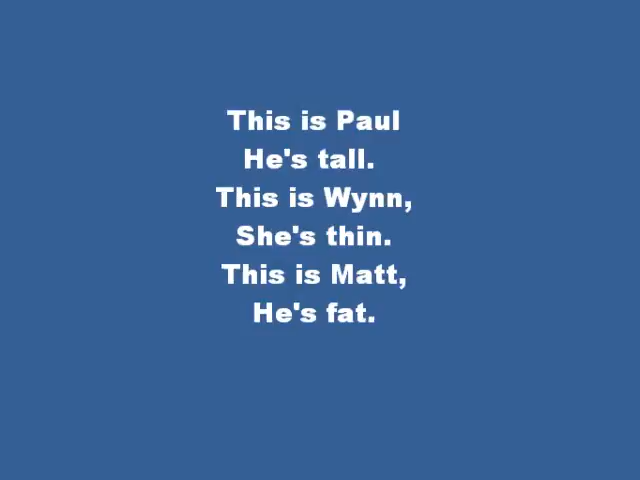 This is Paul
He's tall.
This is Wynn,
She's thin.
This is Matt,
He's fat.